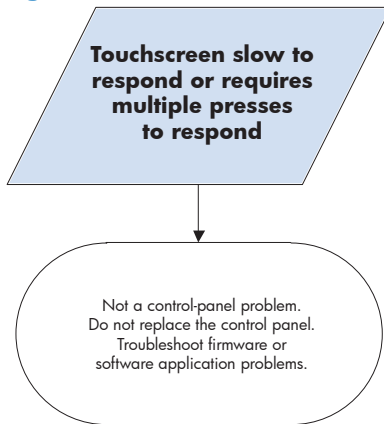 Touchscreen slow to
respond or requires
multiple presses
to respond
Not a control-panel problem.
Do not replace the control panel.
Troubleshoot firmware or
software application problems.